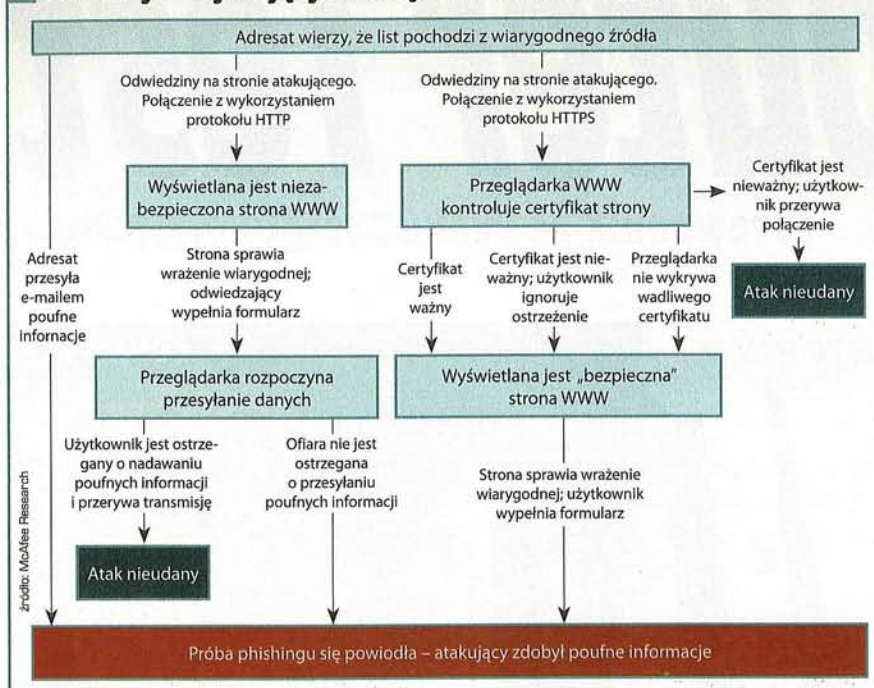 Adresat wierzy, że list pochodzi z wiarygodnego źródła
Odwiedziny na stronie atakującego.
Połączenie z wykorzystaniem
protokołu HTTP
Odwiedziny na stronie atakującego.
Połączenie z wykorzystaniem
protokołu HTTPS
Wyświetlana jest nieza-
bezpieczona strona WWW
Przeglądarka WWW
kontroluje certyfikat strony
Certyfikat jest
nieważny; użytkow-
nik przerywa
połączenie
Atak nieudany
Adresat
przesyła
e-mailem
poufne
infornacje
Strona sprawia
wrażenie wiarygodnej;
odwiedzający
wypełnia formularz
Certyfikat
jest
ważny
Certyfikat jest nie-
ważny; użytkownik
ignoruje
ostrzeżenie
Przeglądarka
nie wykrywa
wadliwego
certyfikatu
Przeglądarka rozpoczyna
przesyłanie danych
Wyświetlana jest „bezpieczna”
strona WWW
Użytkownik jest ostrze-
gany o nadawaniu
poufnych informacji
i przerywa transmisję
Ofiara nie jest
ostrzegana
o przesyłaniu
poufnych informacji
Strona sprawia wrażenie
wiarygodnej; użytkownik
wypełnia formularz
Atak nieudany
źródło: McAfee Research
Próba phishingu się powiodła – atakujący zdobył poufne informacje